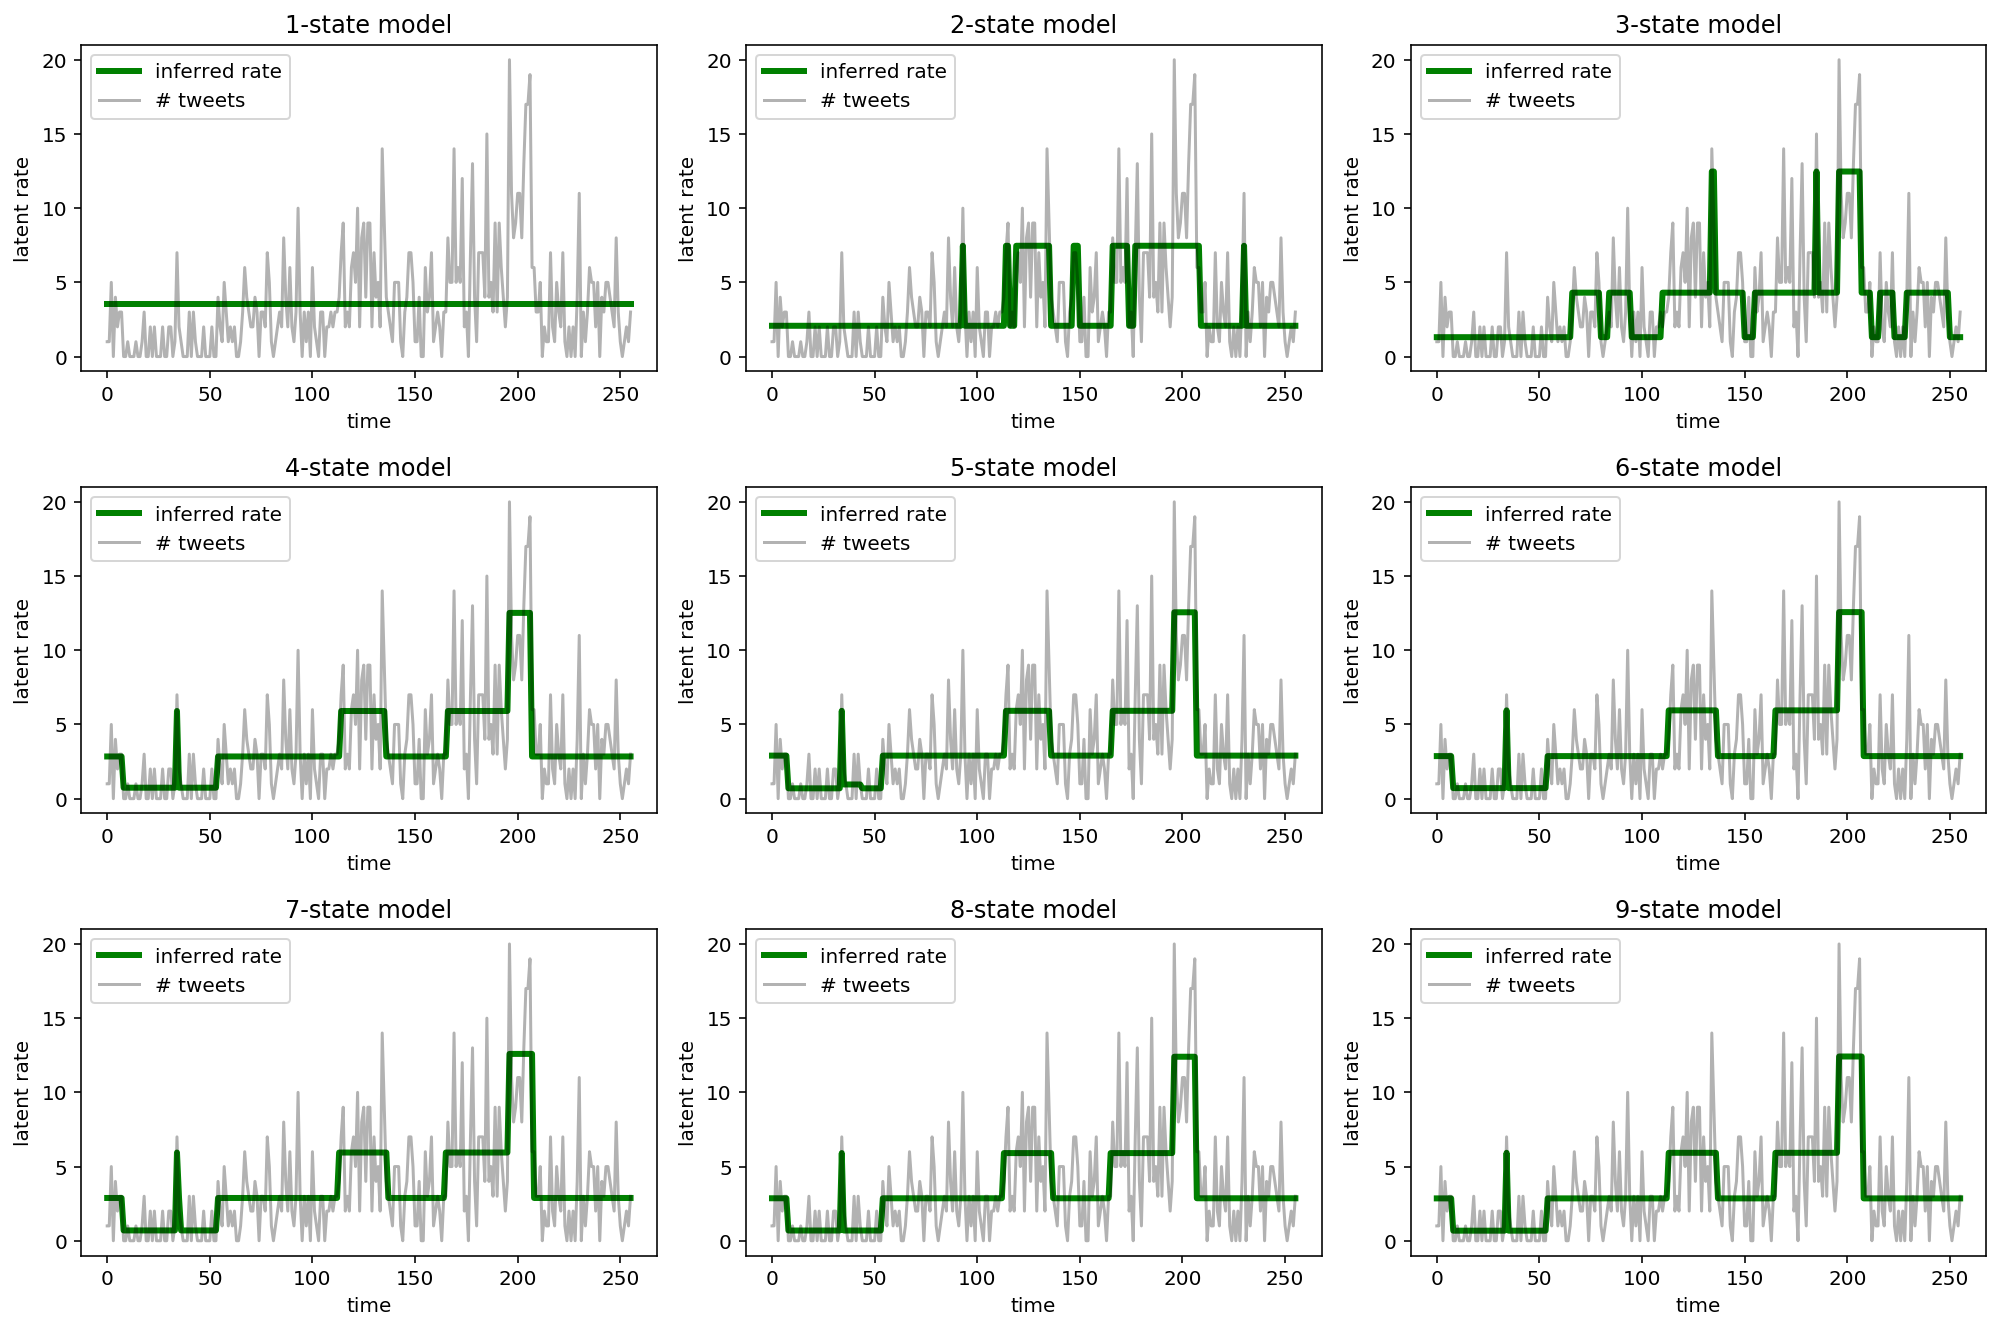 1-state model
20
15
10
5
0
latent rate
inferred rate
# tweets
0 50 100 150 200 250
time
2-state model
20
15
10
5
0
latent rate
inferred rate
# tweets
0 50 100 150 200 250
time
3-state model
20
15
10
5
0
latent rate
inferred rate
# tweets
0 50 100 150 200 250
time
4-state model
20
15
10
5
0
latent rate
inferred rate
# tweets
0 50 100 150 200 250
time
5-state model
20
15
10
5
0
latent rate
inferred rate
# tweets
0 50 100 150 200 250
time
6-state model
20
15
10
5
0
latent rate
inferred rate
# tweets
0 50 100 150 200 250
time
7-state model
20
15
10
5
0
latent rate
inferred rate
# tweets
0 50 100 150 200 250
time
8-state model
20
15
10
5
0
latent rate
inferred rate
# tweets
0 50 100 150 200 250
time
9-state model
20
15
10
5
0
latent rate
inferred rate
# tweets
0 50 100 150 200 250
time